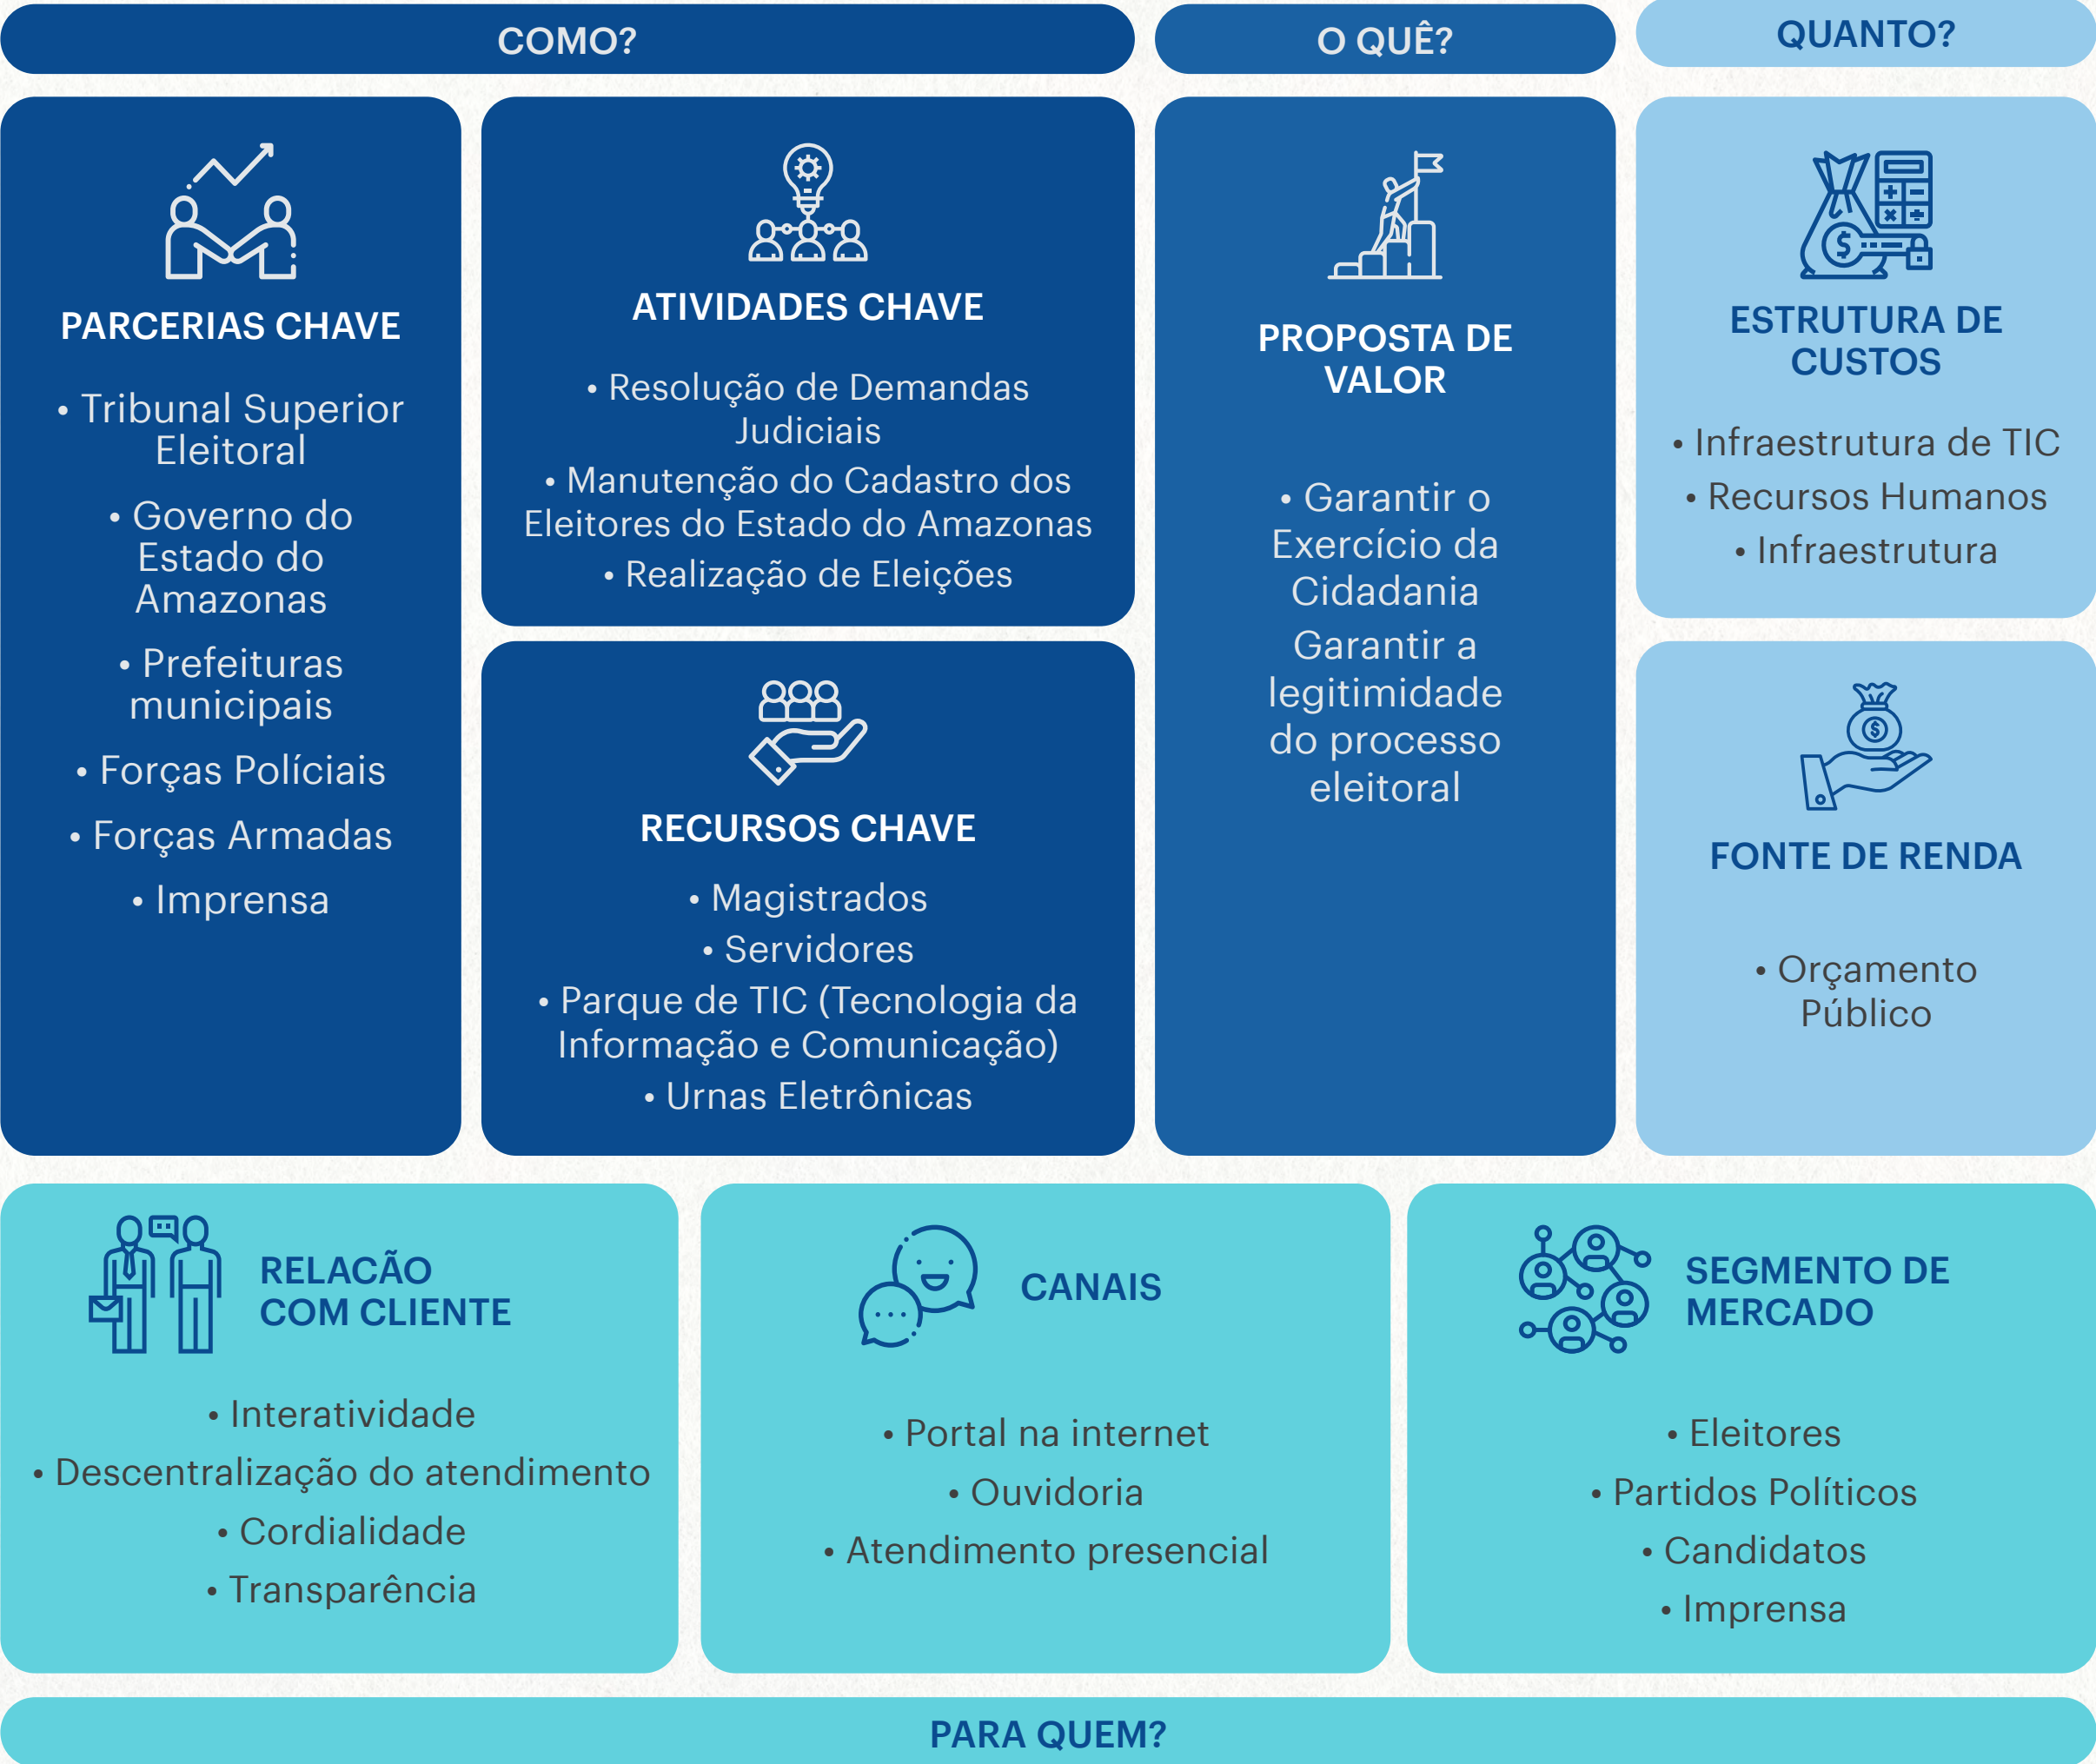 COMO?
O QUÊ?
QUANTO?
PARCERIAS CHAVE
• Tribunal Superior
Eleitoral
• Governo do
Estado do
Amazonas
• Prefeituras
municipais
• Forças Políciais
• Forças Armadas
• Imprensa
ATIVIDADES CHAVE
• Resolução de Demandas
Judiciais
• Manutenção do Cadastro dos
Eleitores do Estado do Amazonas
• Realização de Eleições
RECURSOS CHAVE
• Magistrados
• Servidores
• Parque de TIC (Tecnologia da
Informação e Comunicação)
• Urnas Eletrônicas
PROPOSTA DE
VALOR
• Garantir o
Exercício da
Cidadania
Garantir a
legitimidade
do processo
eleitoral
ESTRUTURA DE
CUSTOS
• Infraestrutura de TIC
• Recursos Humanos
• Infraestrutura
FONTE DE RENDA
• Orçamento
Público
RELACÃO
COM CLIENTE
• Interatividade
• Descentralização do atendimento
• Cordialidade
• Transparência
CANAIS
• Portal na internet
• Ouvidoria
• Atendimento presencial
SEGMENTO DE
MERCADO
• Eleitores
• Partidos Políticos
• Candidatos
• Imprensa
PARA QUEM?